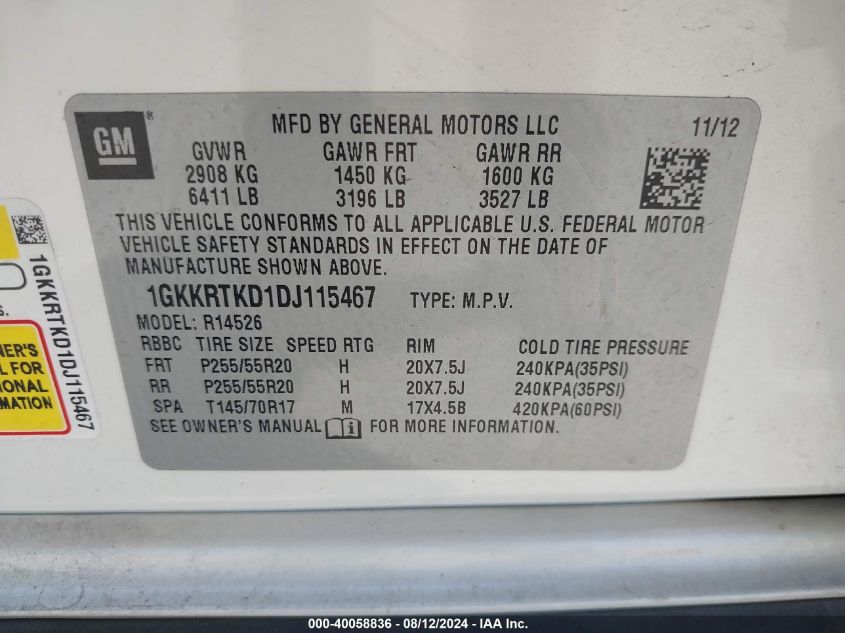 GM ®
MFD BY GENERAL MOTORS LLC 11/12
GVWR GAWR FRT GAWR RR
2908 KG 1450 KG 1600 KG
6411 LB 3196 LB 3527 LB
THIS VEHICLE CONFORMS TO ALL APPLICABLE U.S. FEDERAL MOTOR
VEHICLE SAFETY STANDARDS IN EFFECT ON THE DATE OF
MANUFACTURE SHOWN ABOVE.
1GKKRTKD1DJ115467 TYPE: M.P.V.
MODEL: R14526
RBBC TIRE SIZE SPEED RTG RIM COLD TIRE PRESSURE
FRT P255/55R20 H 20X7.5J 240KPA(35PSI)
RR P255/55R20 H 20X7.5J 240KPA(35PSI)
SPA T145/70R17 M 17X4.5B 420KPA(60PSI)
SEE OWNER'S MANUAL i FOR MORE INFORMATION.
1GKKRTKD1DJ115467
NER'S
L FOR
IONAL
MATION
000-40058836 - 08/12/2024 - IAA Inc.